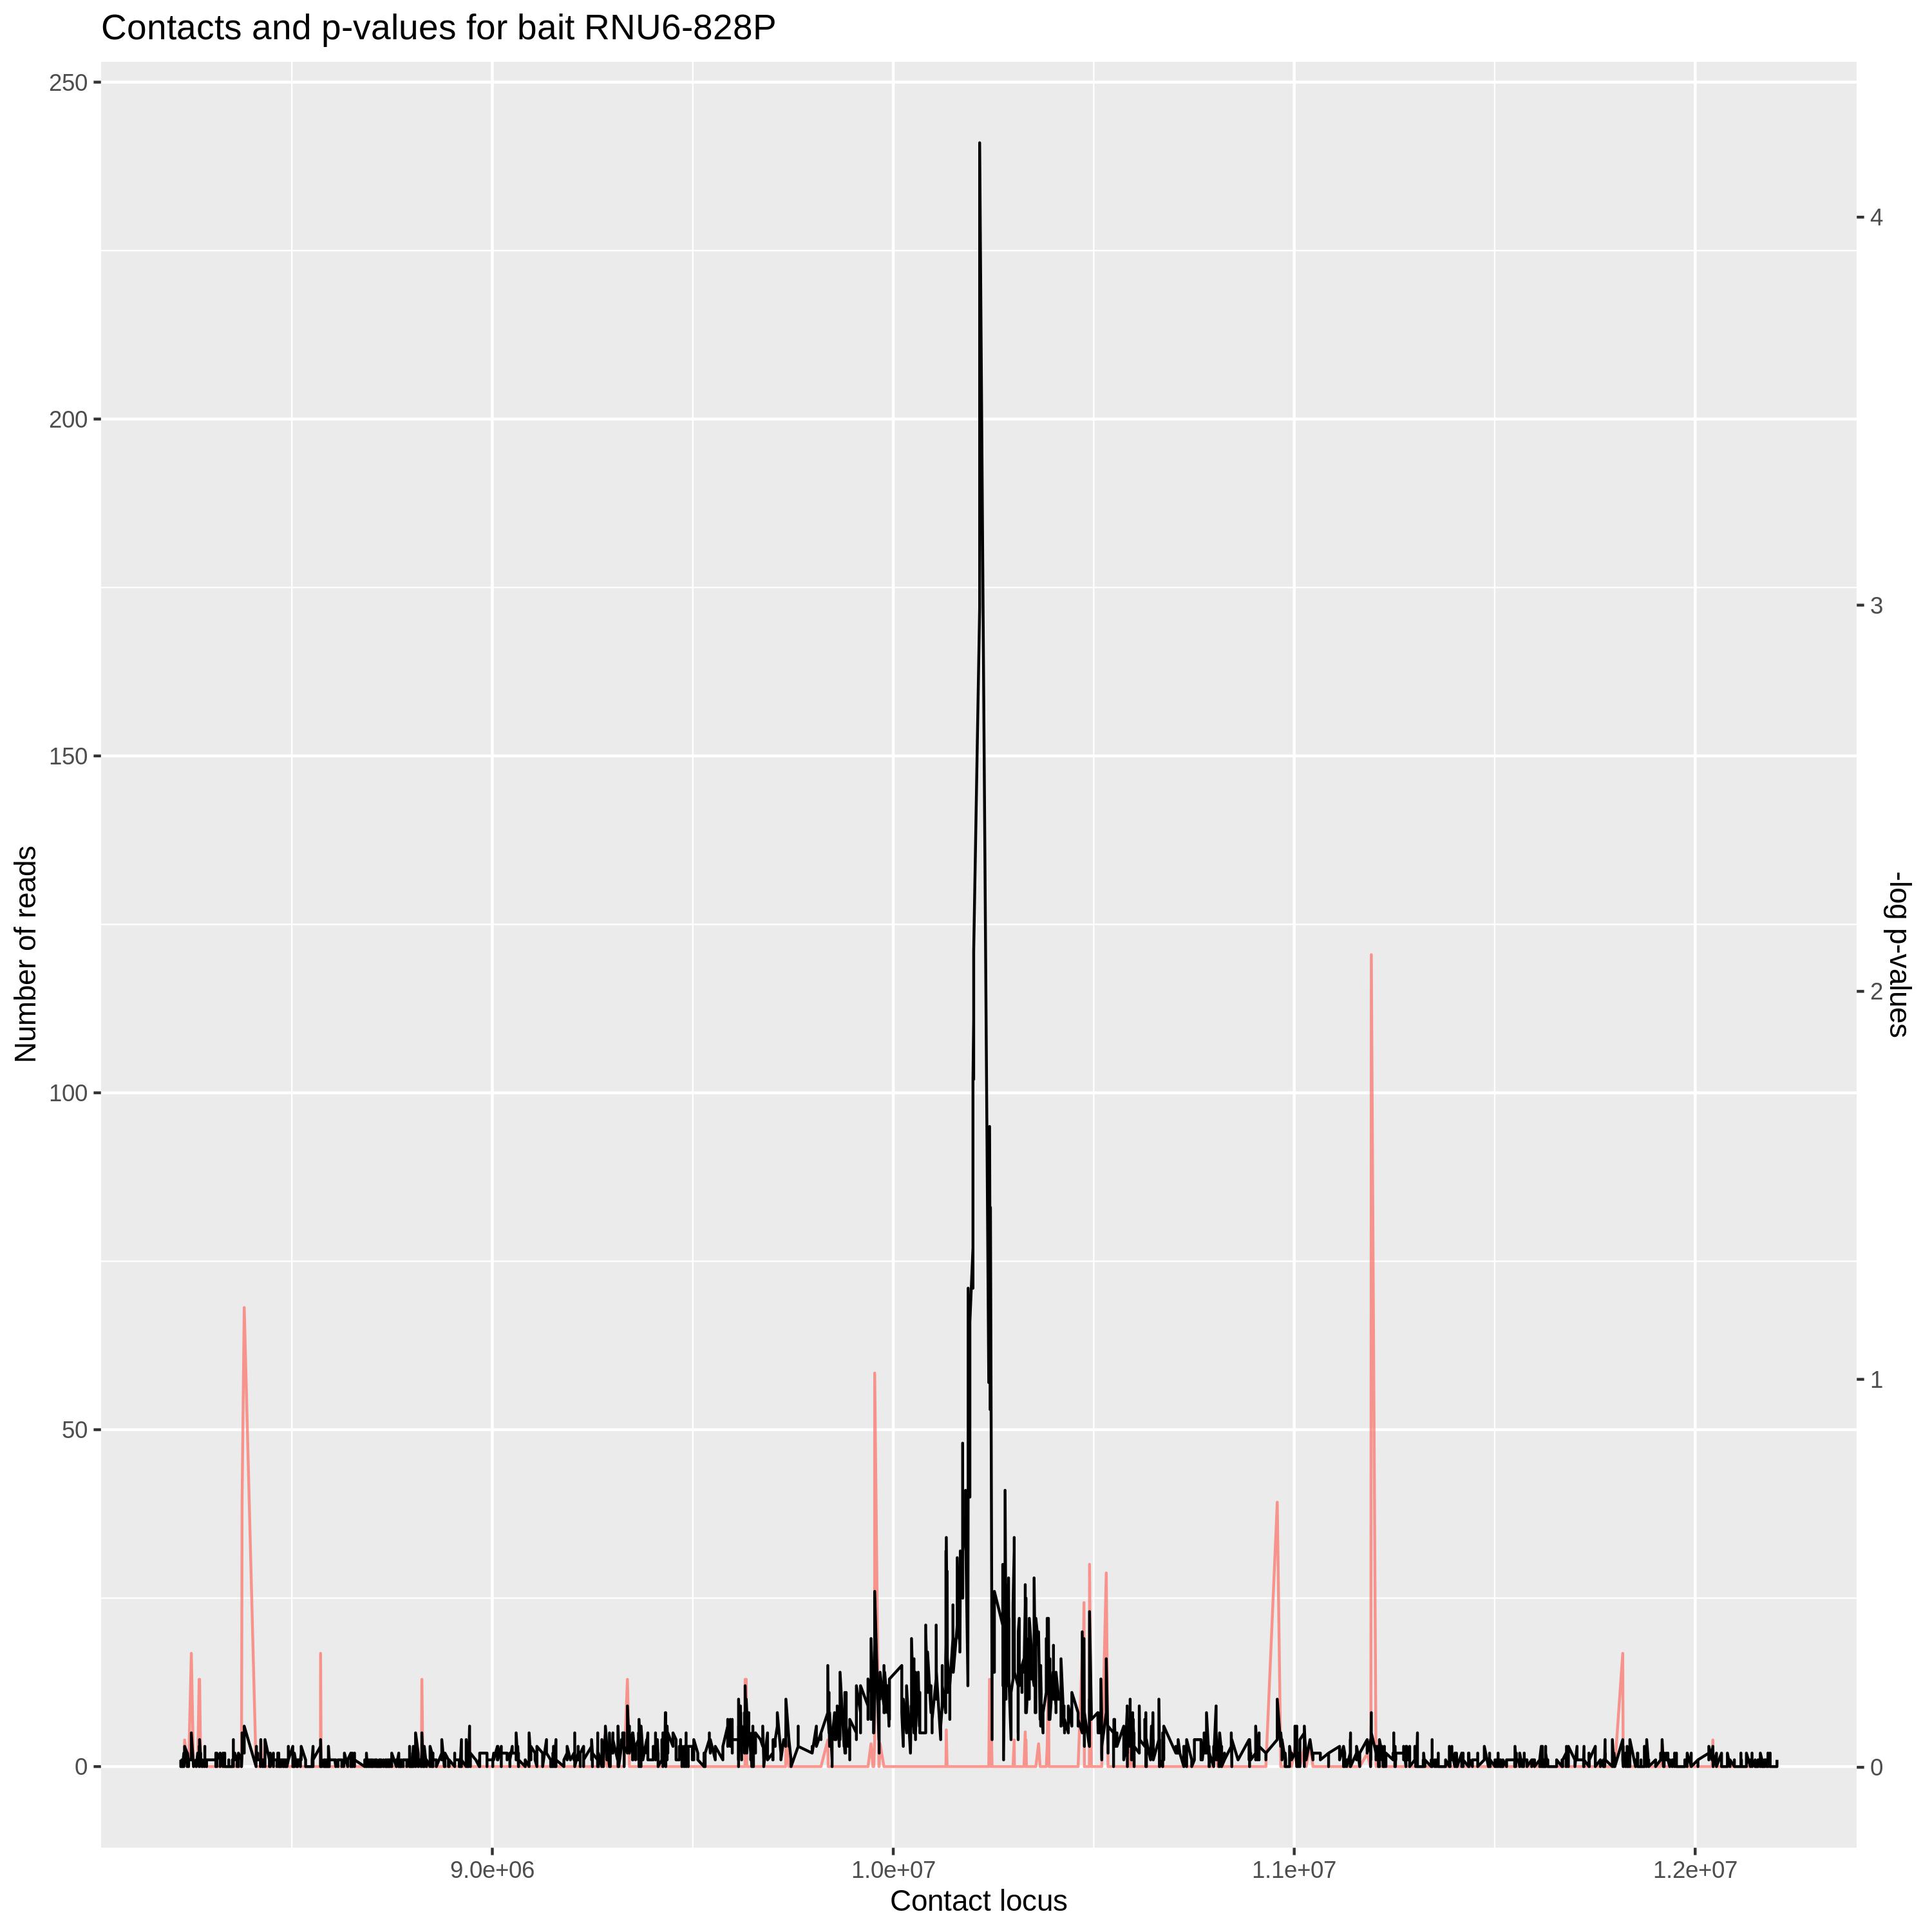 Contacts and p-values for bait RNU6-828P
250
200
150
100
50
0
Number of reads
4
3
2
1
0
-log p-values
9.0e+06
1.0e+07
1.1e+07
1.2e+07
Contact locus